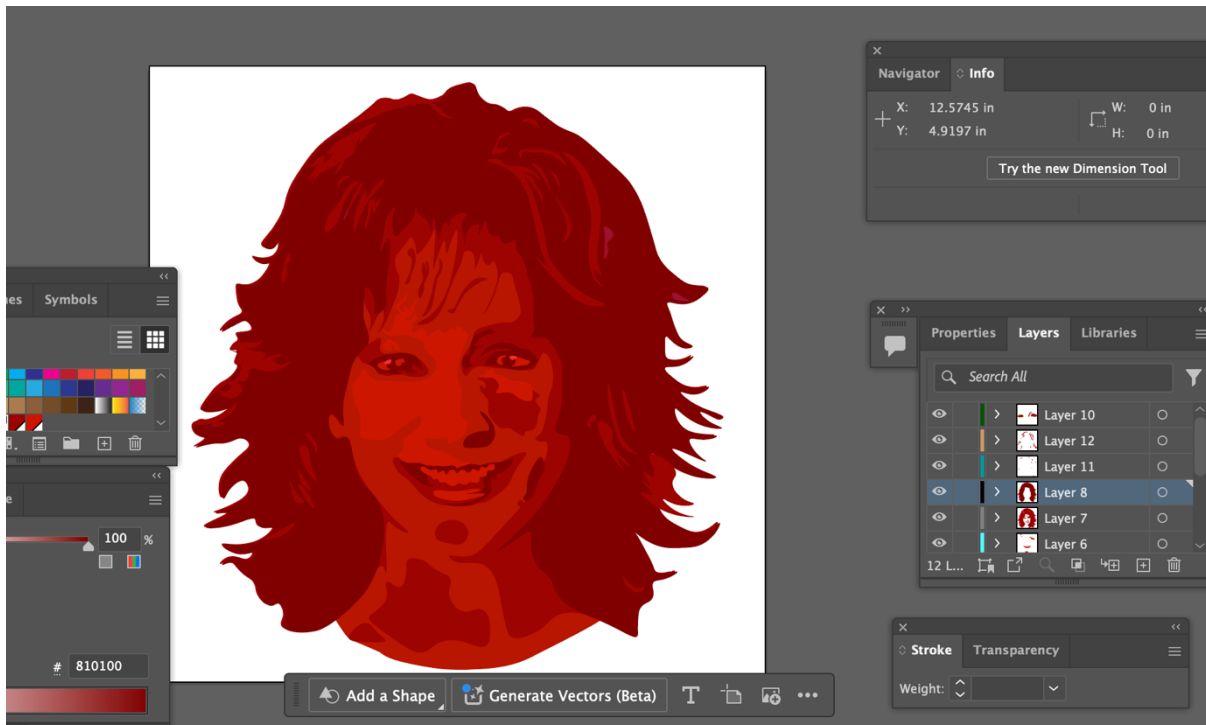 Navigator
Info
X: 12.5745 in
Y: 4.9197 in
W: 0 in
H: 0 in
Try the new Dimension Tool
Symbols
Properties
Layers
Libraries
Search All
Layer 10
Layer 12
Layer 11
Layer 8
Layer 7
Layer 6
12 L...
100 %
# 810100
Stroke
Transparency
Weight:
Add a Shape
Generate Vectors (Beta)
T